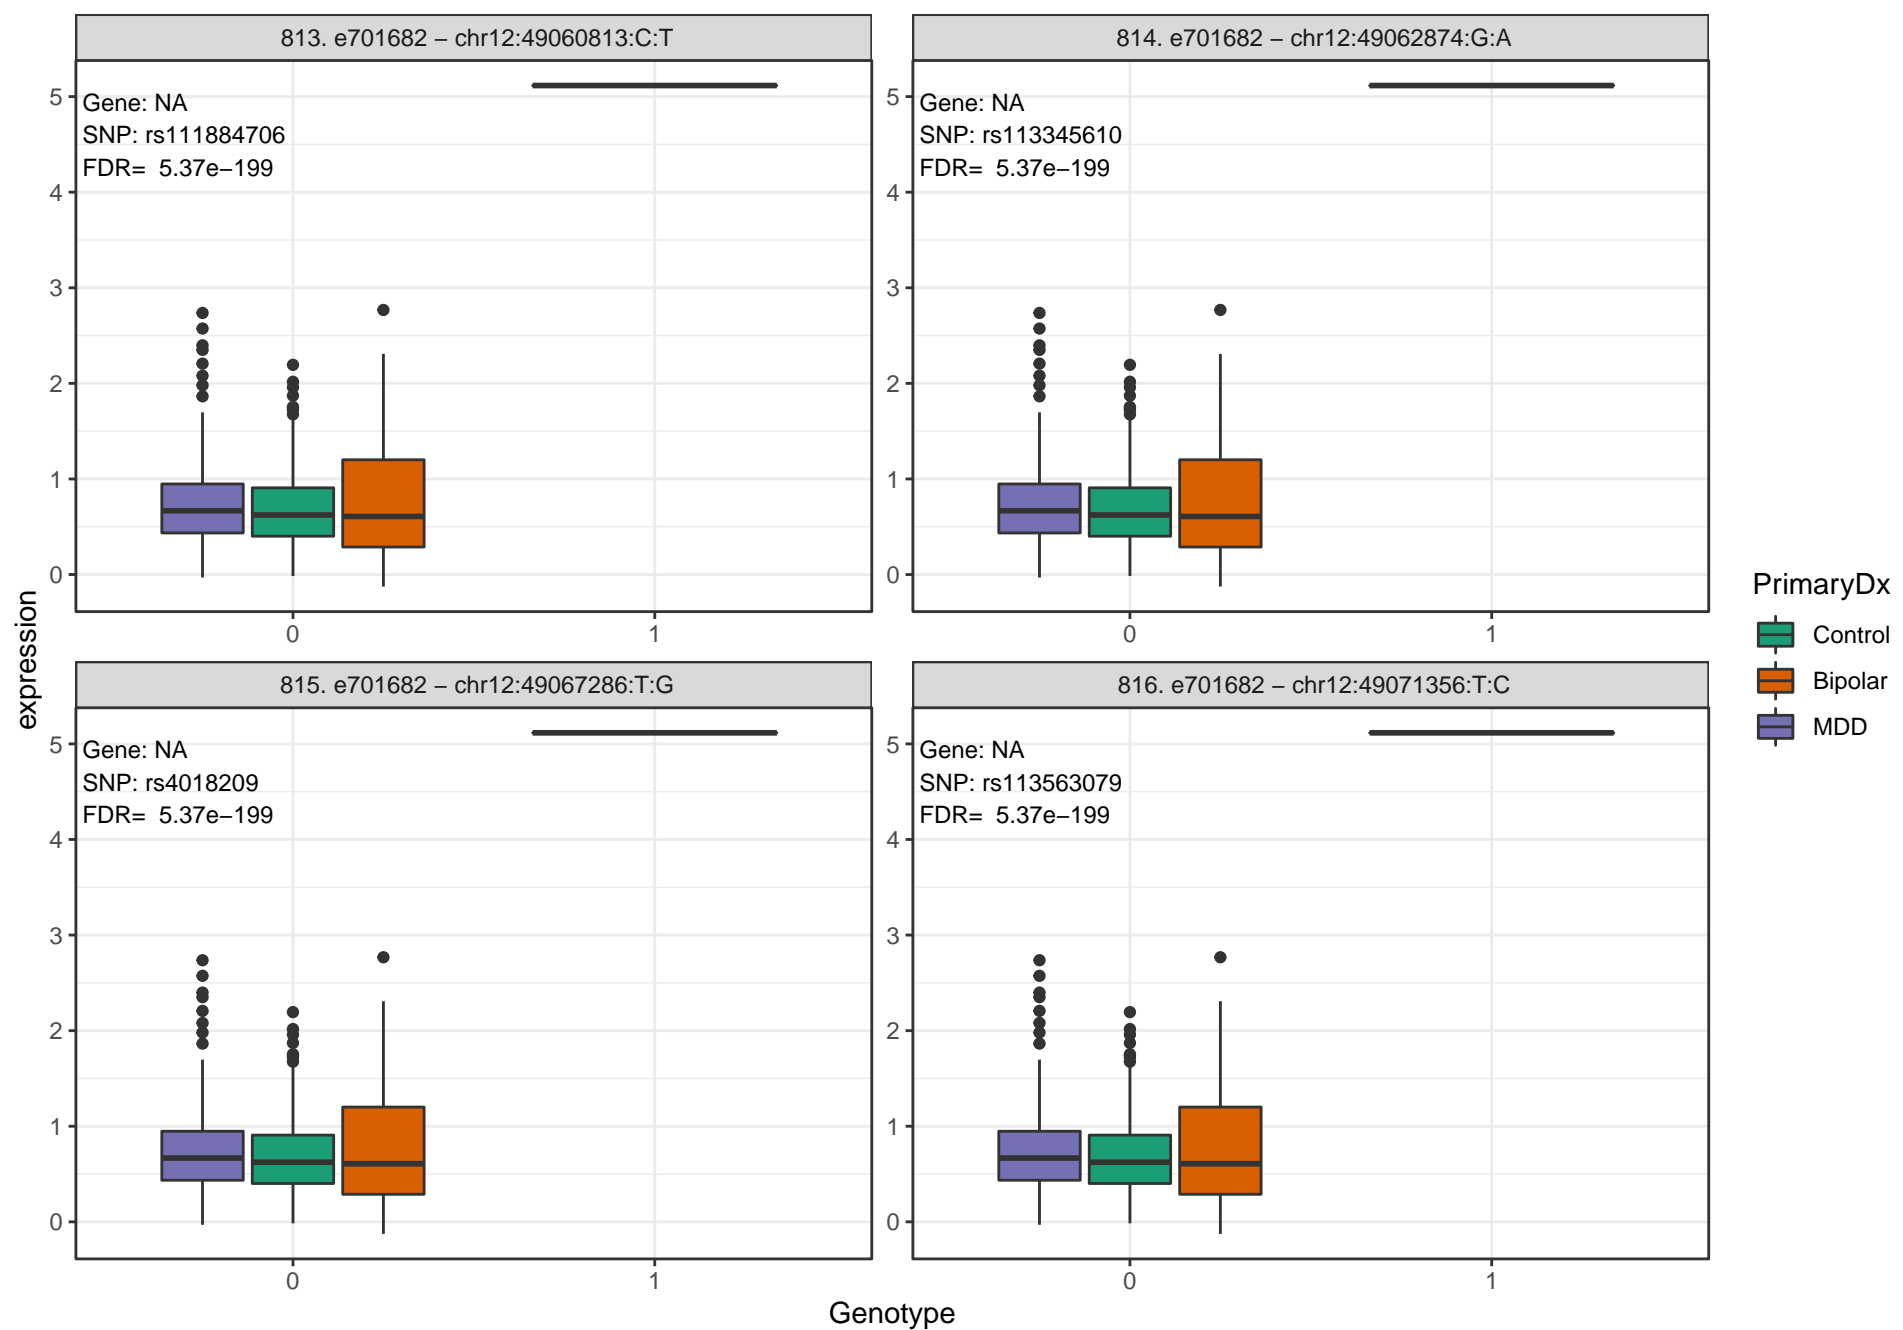 813. e701682 − chr12:49060813:C:T
814. e701682 − chr12:49062874:G:A
5
4
3
2
1
0
Gene: NA
SNP: rs111884706
FDR=  5.37e−199
0
1
5
4
3
2
1
0
Gene: NA
SNP: rs113345610
FDR=  5.37e−199
0
1
815. e701682 − chr12:49067286:T:G
816. e701682 − chr12:49071356:T:C
5
4
3
2
1
0
Gene: NA
SNP: rs4018209
FDR=  5.37e−199
0
1
5
4
3
2
1
0
Gene: NA
SNP: rs113563079
FDR=  5.37e−199
0
1
expression
Genotype
PrimaryDx
Control
Bipolar
MDD